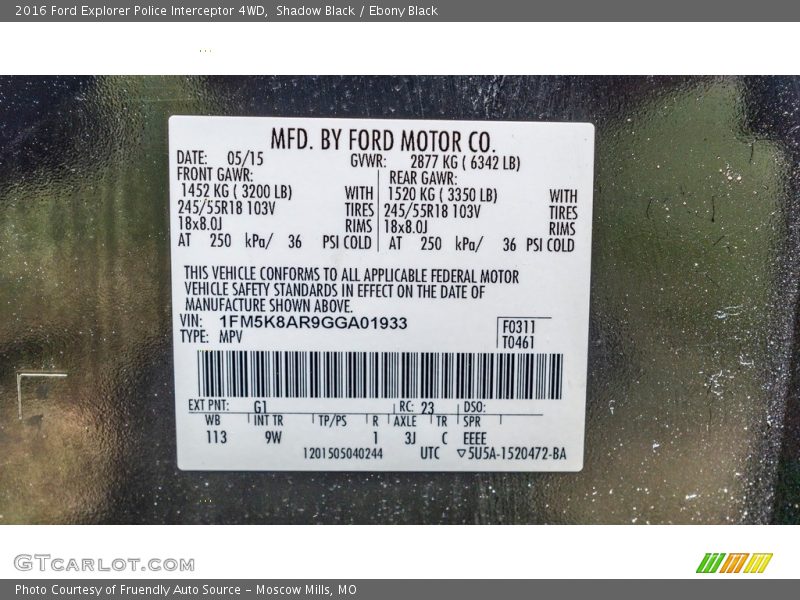 2016 Ford Explorer Police Interceptor 4WD,  Shadow Black / Ebony Black
MFD. BY FORD MOTOR CO.
DATE: 05/15 GVWR: 2877 KG ( 6342 LB)
FRONT GAWR: REAR GAWR:
1452 KG ( 3200 LB) WITH 1520 KG ( 3350 LB) WITH
245/55R18 103V TIRES 245/55R18 103V TIRES
18x8.0J RIMS 18x8.0J RIMS
AT 250 kPa/ 36 PSI COLD AT 250 kPa/ 36 PSI COLD
THIS VEHICLE CONFORMS TO ALL APPLICABLE FEDERAL MOTOR
VEHICLE SAFETY STANDARDS IN EFFECT ON THE DATE OF
MANUFACTURE SHOWN ABOVE.
VIN: 1FM5K8AR9GGA01933 F0311
TYPE: MPV T0461
EXT PNT: G1 RC: 23 DSO:
WB INT TR TP/PS R AXLE TR SPR
113 9W 1 3J C EEEE
1201505040244 UTC ▽5U5A-1520472-BA
GTCARLOT.COM
Photo Courtesy of Fruendly Auto Source – Moscow Mills, MO